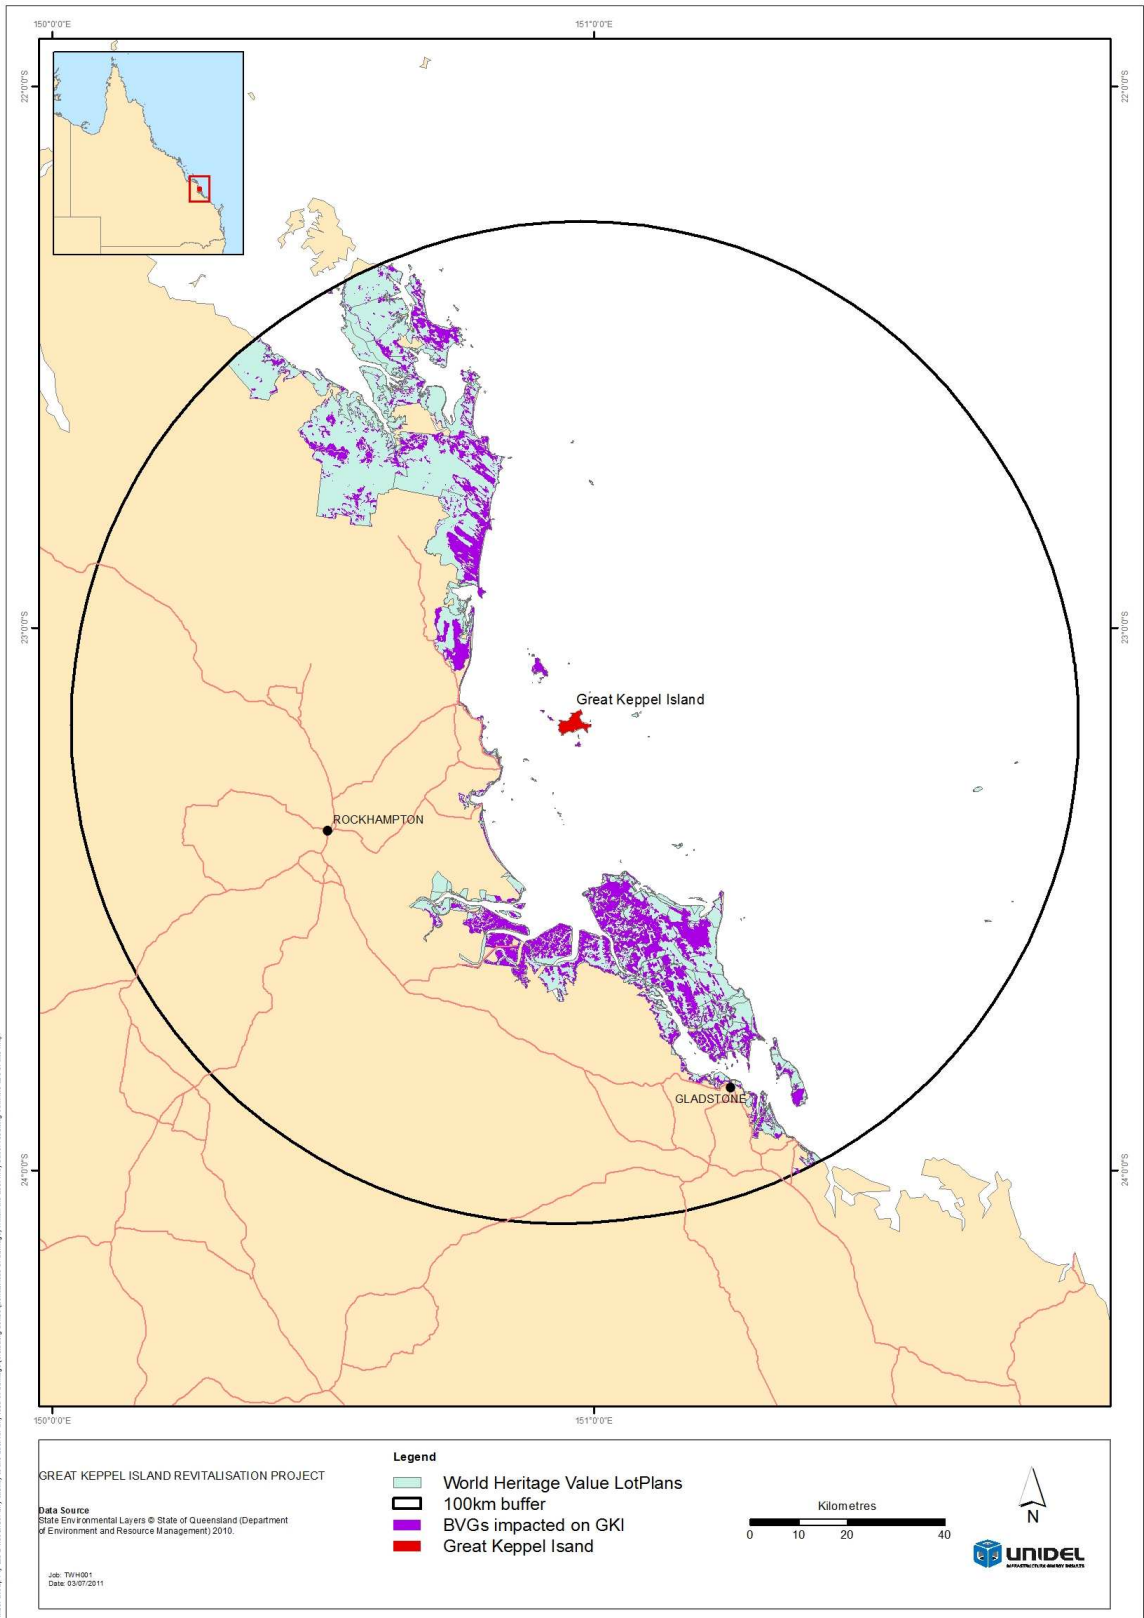 150°0'0"E
151°0'0"E
22°0'0"S
22°0'0"S
Great Keppel Island
23°0'0"S
23°0'0"S
ROCKHAMPTON
GLADSTONE
24°0'0"S
24°0'0"S
150°0'0"E
151°0'0"E
GREAT KEPPEL ISLAND REVITALISATION PROJECT
Data Source
State Environmental Layers © State of Queensland (Department
of Environment and Resource Management) 2010.
Job: TWH001
Date: 03/07/2011
Legend
World Heritage Value LotPlans
100km buffer
BVGs impacted on GKI
Great Keppel Isand
Kilometres
0 10 20 40
N
UNIDEL